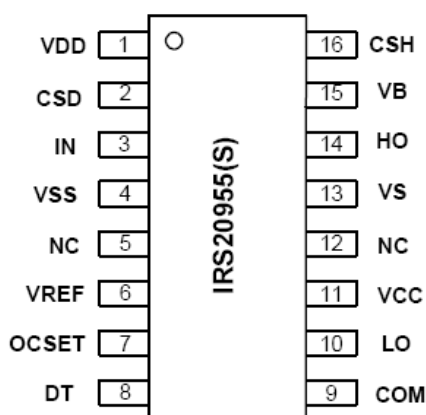 VDD 1 16 CSH
CSD 2 15 VB
IN 3 14 HO
VSS 4 13 VS
NC 5 12 NC
VREF 6 11 VCC
OCSET 7 10 LO
DT 8 9 COM
IRS20955(S)